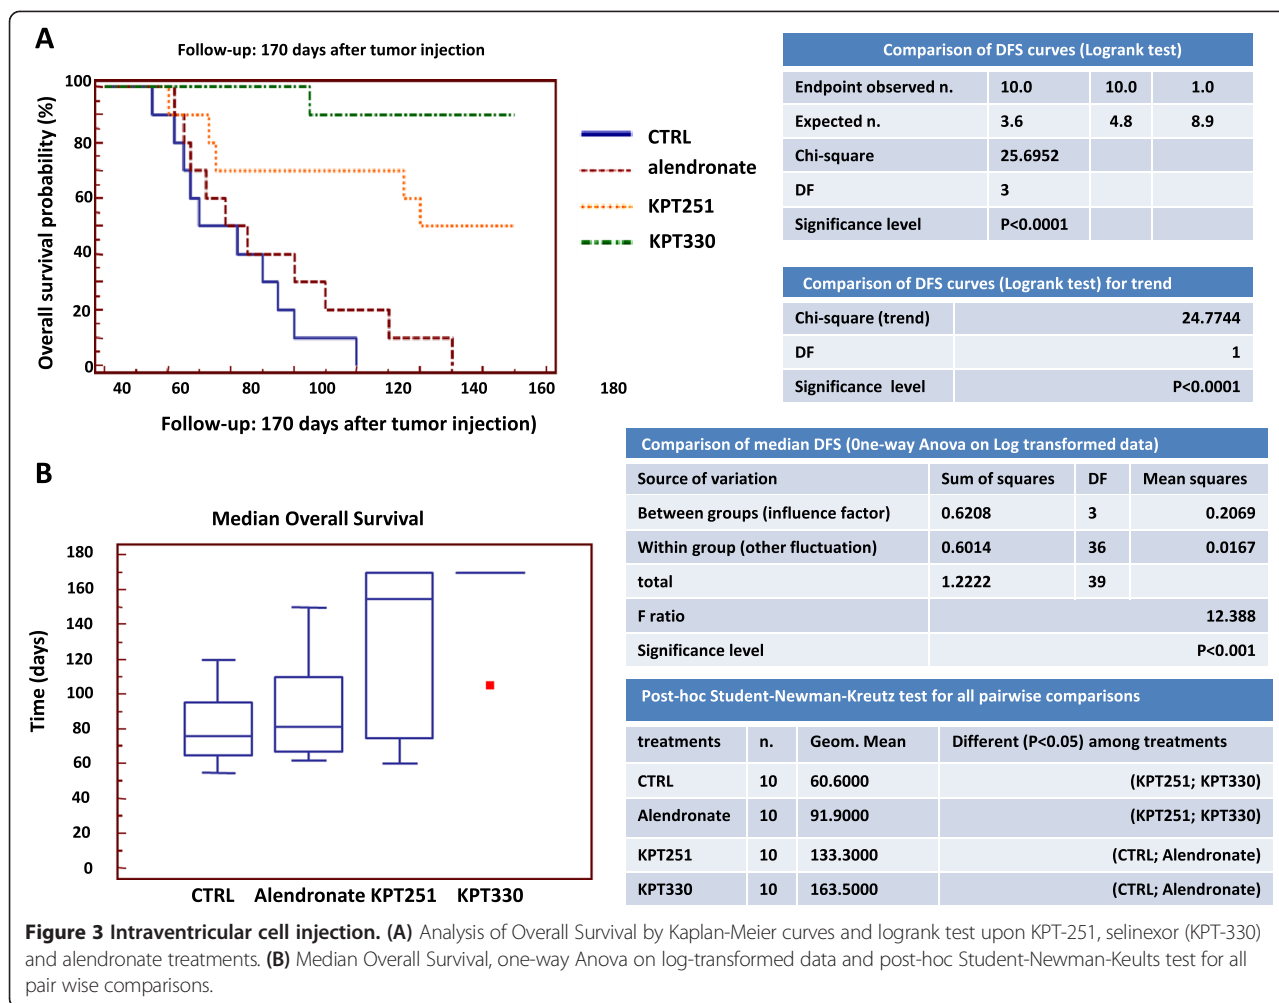 A
Follow-up: 170 days after tumor injection
Overall survival probability (%)
100
80
60
40
20
0
40 60 80 100 120 140 160 180
Follow-up: 170 days after tumor injection)
CTRL
alendronate
KPT251
KPT330
Comparison of DFS curves (Logrank test)
Endpoint observed n. 10.0 10.0 1.0
Expected n. 3.6 4.8 8.9
Chi-square 25.6952
DF 3
Significance level P<0.0001
Comparison of DFS curves (Logrank test) for trend
Chi-square (trend) 24.7744
DF 1
Significance level P<0.0001
B
Median Overall Survival
Time (days)
180
160
140
120
100
80
60
40
20
0
CTRL Alendronate KPT251 KPT330
Comparison of median DFS (0ne-way Anova on Log transformed data)
Source of variation Sum of squares DF Mean squares
Between groups (influence factor) 0.6208 3 0.2069
Within group (other fluctuation) 0.6014 36 0.0167
total 1.2222 39
F ratio 12.388
Significance level P<0.001
Post-hoc Student-Newman-Kreutz test for all pairwise comparisons
treatments n. Geom. Mean Different (P<0.05) among treatments
CTRL 10 60.6000 (KPT251; KPT330)
Alendronate 10 91.9000 (KPT251; KPT330)
KPT251 10 133.3000 (CTRL; Alendronate)
KPT330 10 163.5000 (CTRL; Alendronate)
Figure 3 Intraventricular cell injection. (A) Analysis of Overall Survival by Kaplan-Meier curves and logrank test upon KPT-251, selinexor (KPT-330)
and alendronate treatments. (B) Median Overall Survival, one-way Anova on log-transformed data and post-hoc Student-Newman-Keults test for all
pair wise comparisons.